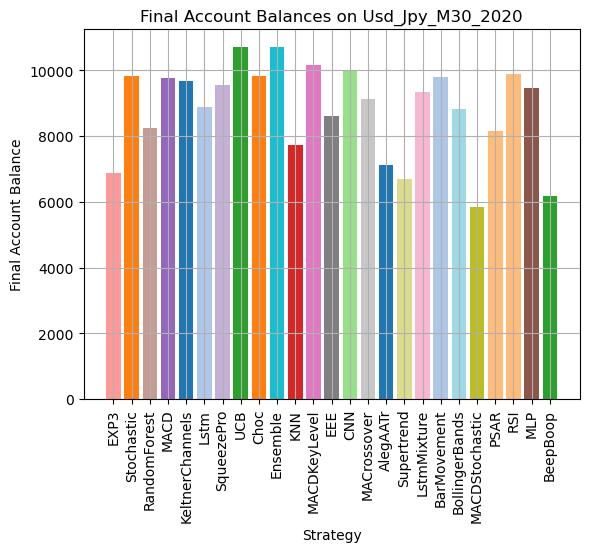 Final Account Balances on Usd_Jpy_M30_2020
Final Account Balance
10000
8000
6000
4000
2000
0
EXP3
Stochastic
RandomForest
MACD
KeltnerChannels
Lstm
SqueezePro
UCB
Choc
Ensemble
KNN
MACDKeyLevel
EEE
CNN
MACrossover
AlegAATr
Supertrend
LstmMixture
BarMovement
BollingerBands
MACDStochastic
PSAR
RSI
MLP
BeepBoop
Strategy